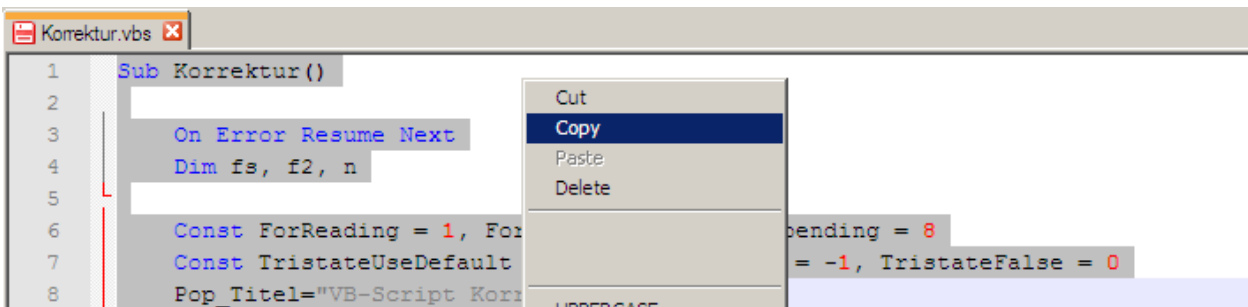 Korrektur.vbs
1 Sub Korrektur()
2
3 On Error Resume Next
4 Dim fs, f2, n
5
6 Const ForReading = 1, For pending = 8
7 Const TristateUseDefault = -1, TristateFalse = 0
8 Pop_Titel="VB-Script Korr
Cut
Copy
Paste
Delete
UPPERCASE